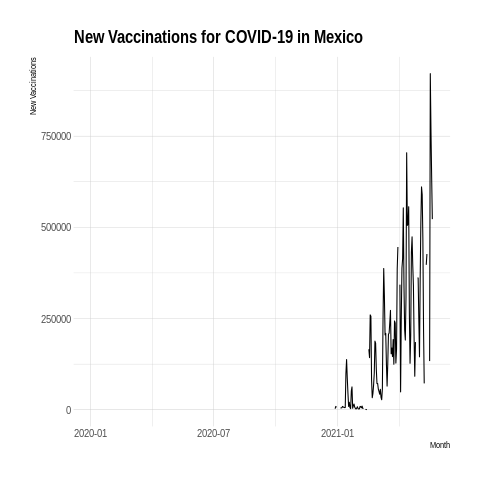 New Vaccinations for COVID-19 in Mexico
New Vaccinations
750000
500000
250000
0
2020-01 2020-07 2021-01
Month